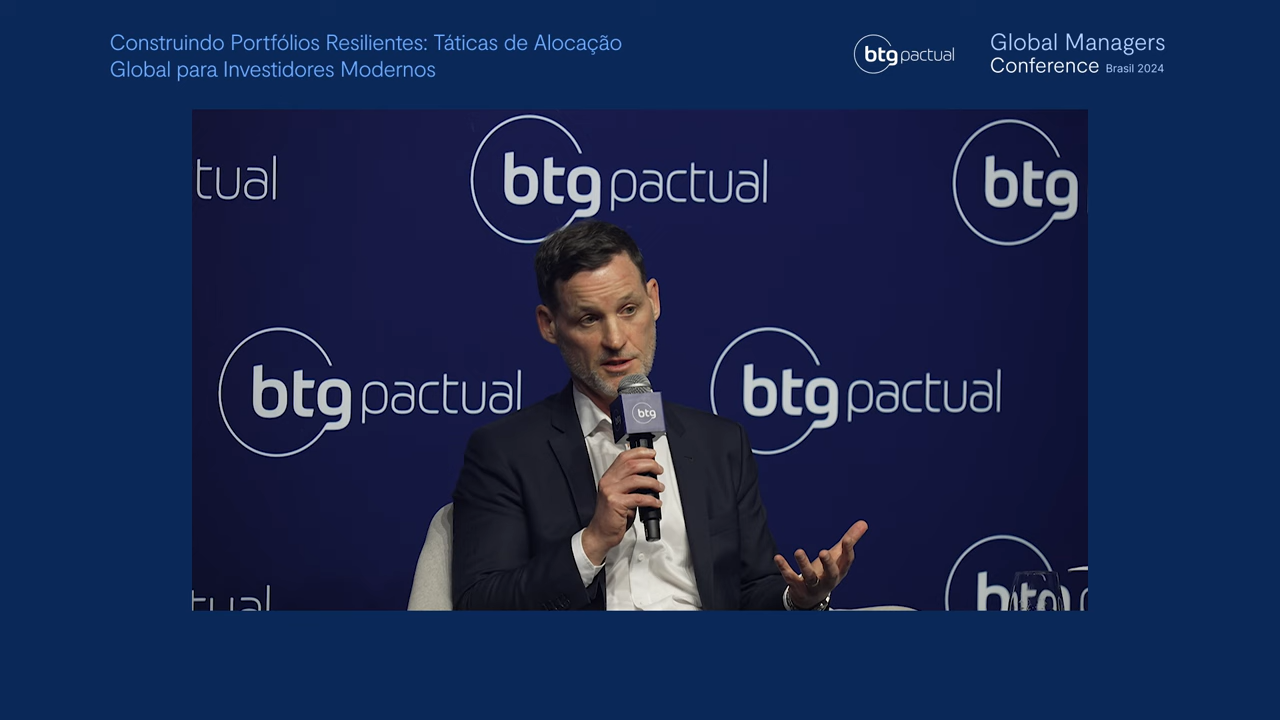 Construindo Portfólios Resilientes: Táticas de Alocação
Global para Investidores Modernos
btg pactual
Global Managers
Conference Brasil 2024
tual
btg pactual
btg
btg pactual
btg pactual
btg
tual
btg